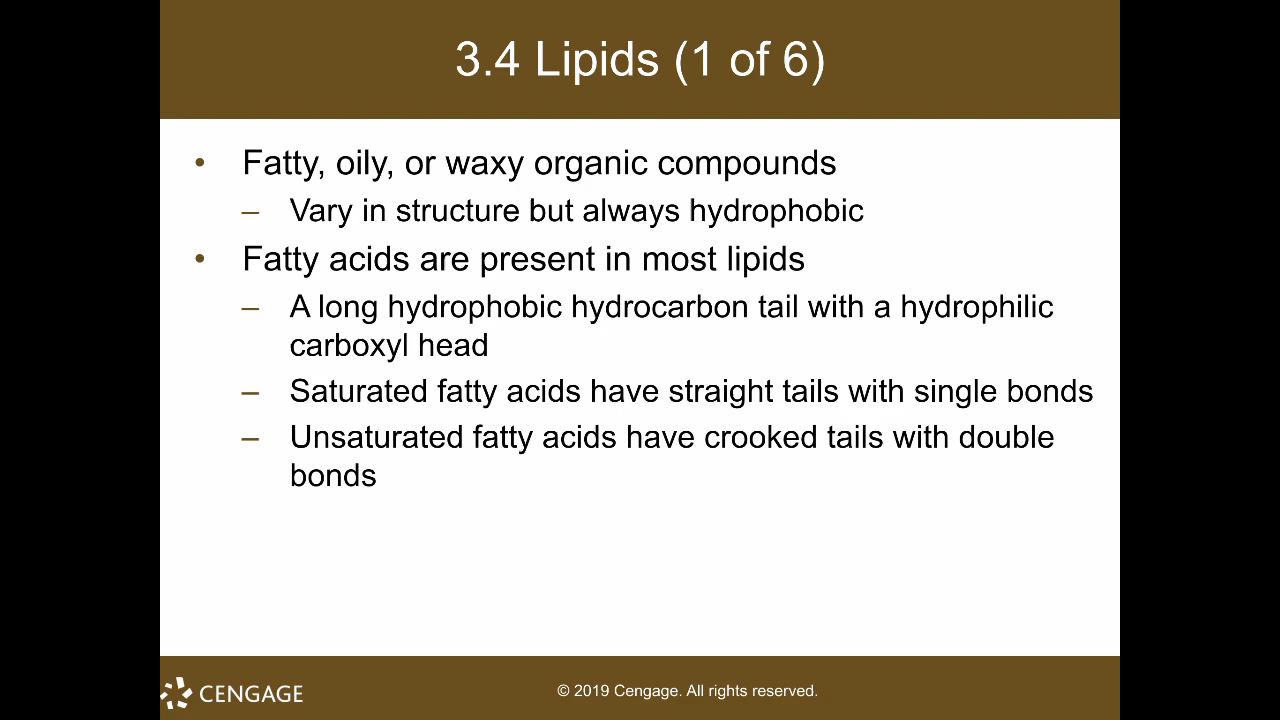 3.4 Lipids (1 of 6)
• Fatty, oily, or waxy organic compounds
– Vary in structure but always hydrophobic
• Fatty acids are present in most lipids
– A long hydrophobic hydrocarbon tail with a hydrophilic
carboxyl head
– Saturated fatty acids have straight tails with single bonds
– Unsaturated fatty acids have crooked tails with double
bonds
CENGAGE
© 2019 Cengage. All rights reserved.